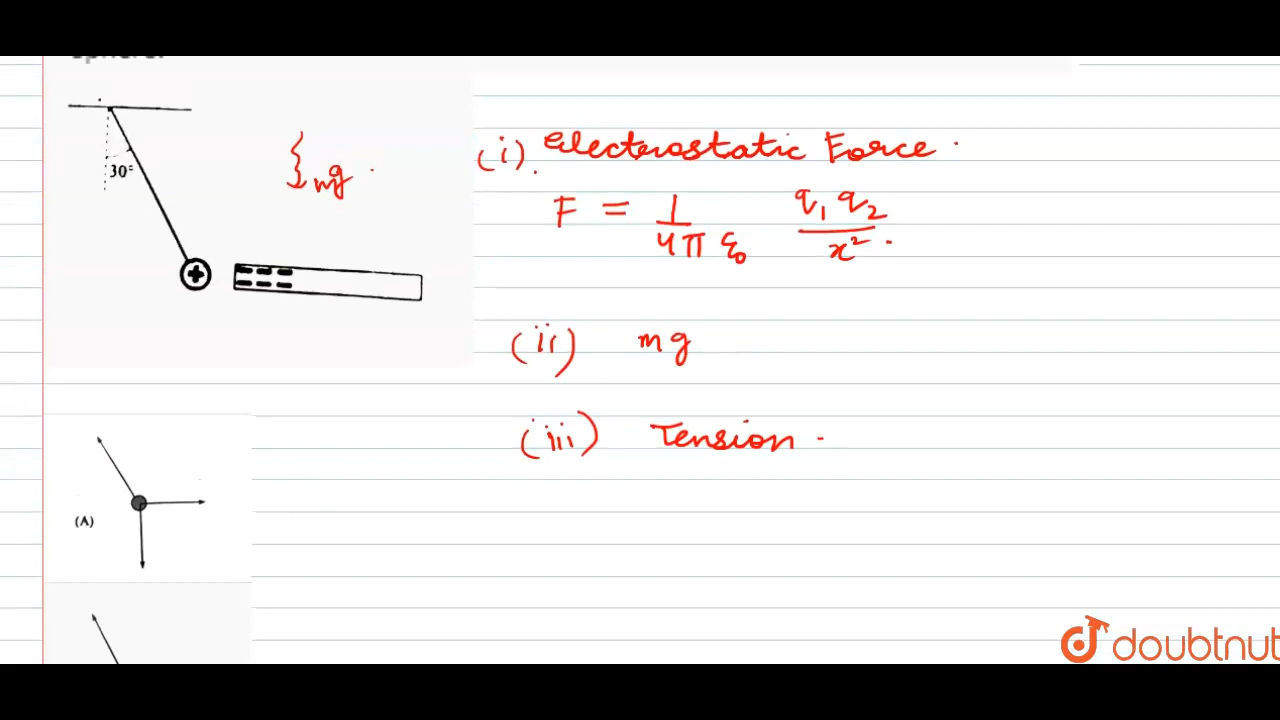 30°
{mg.
(i). Electrostatic Force.
F = 1/4π ε₀ q₁ q₂/x².
(ii) mg
(iii) Tension.
(A)
doubtnut